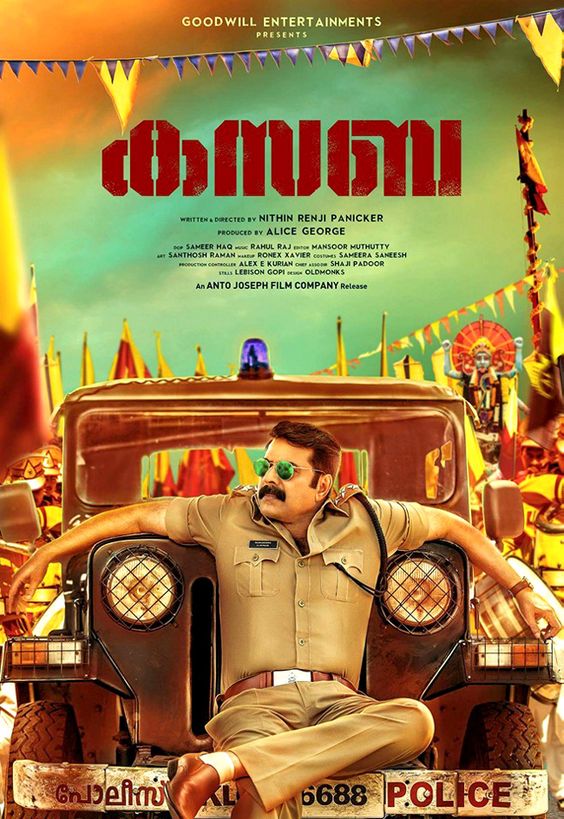 GOODWILL ENTERTAINMENTS
PRESENTS
കസബ
WRITTEN & DIRECTED BY NITHIN RENJI PANICKER
PRODUCED BY ALICE GEORGE
DOP SAMEER HAQ MUSIC RAHUL RAJ EDITOR MANSOOR MUTHUTTY
ART SANTHOSH RAMAN MAKEUP RONEX XAVIER COSTUMES SAMEERA SANEESH
PRODUCTION CONTROLLER ALEX E KURIAN CHIEF ASSODIR SHAJI PADOOR
STILLS LEBISON GOPI DESIGN OLDMONKS
An ANTO JOSEPH FILM COMPANY Release
പോലീസ് KL 6688 POLICE